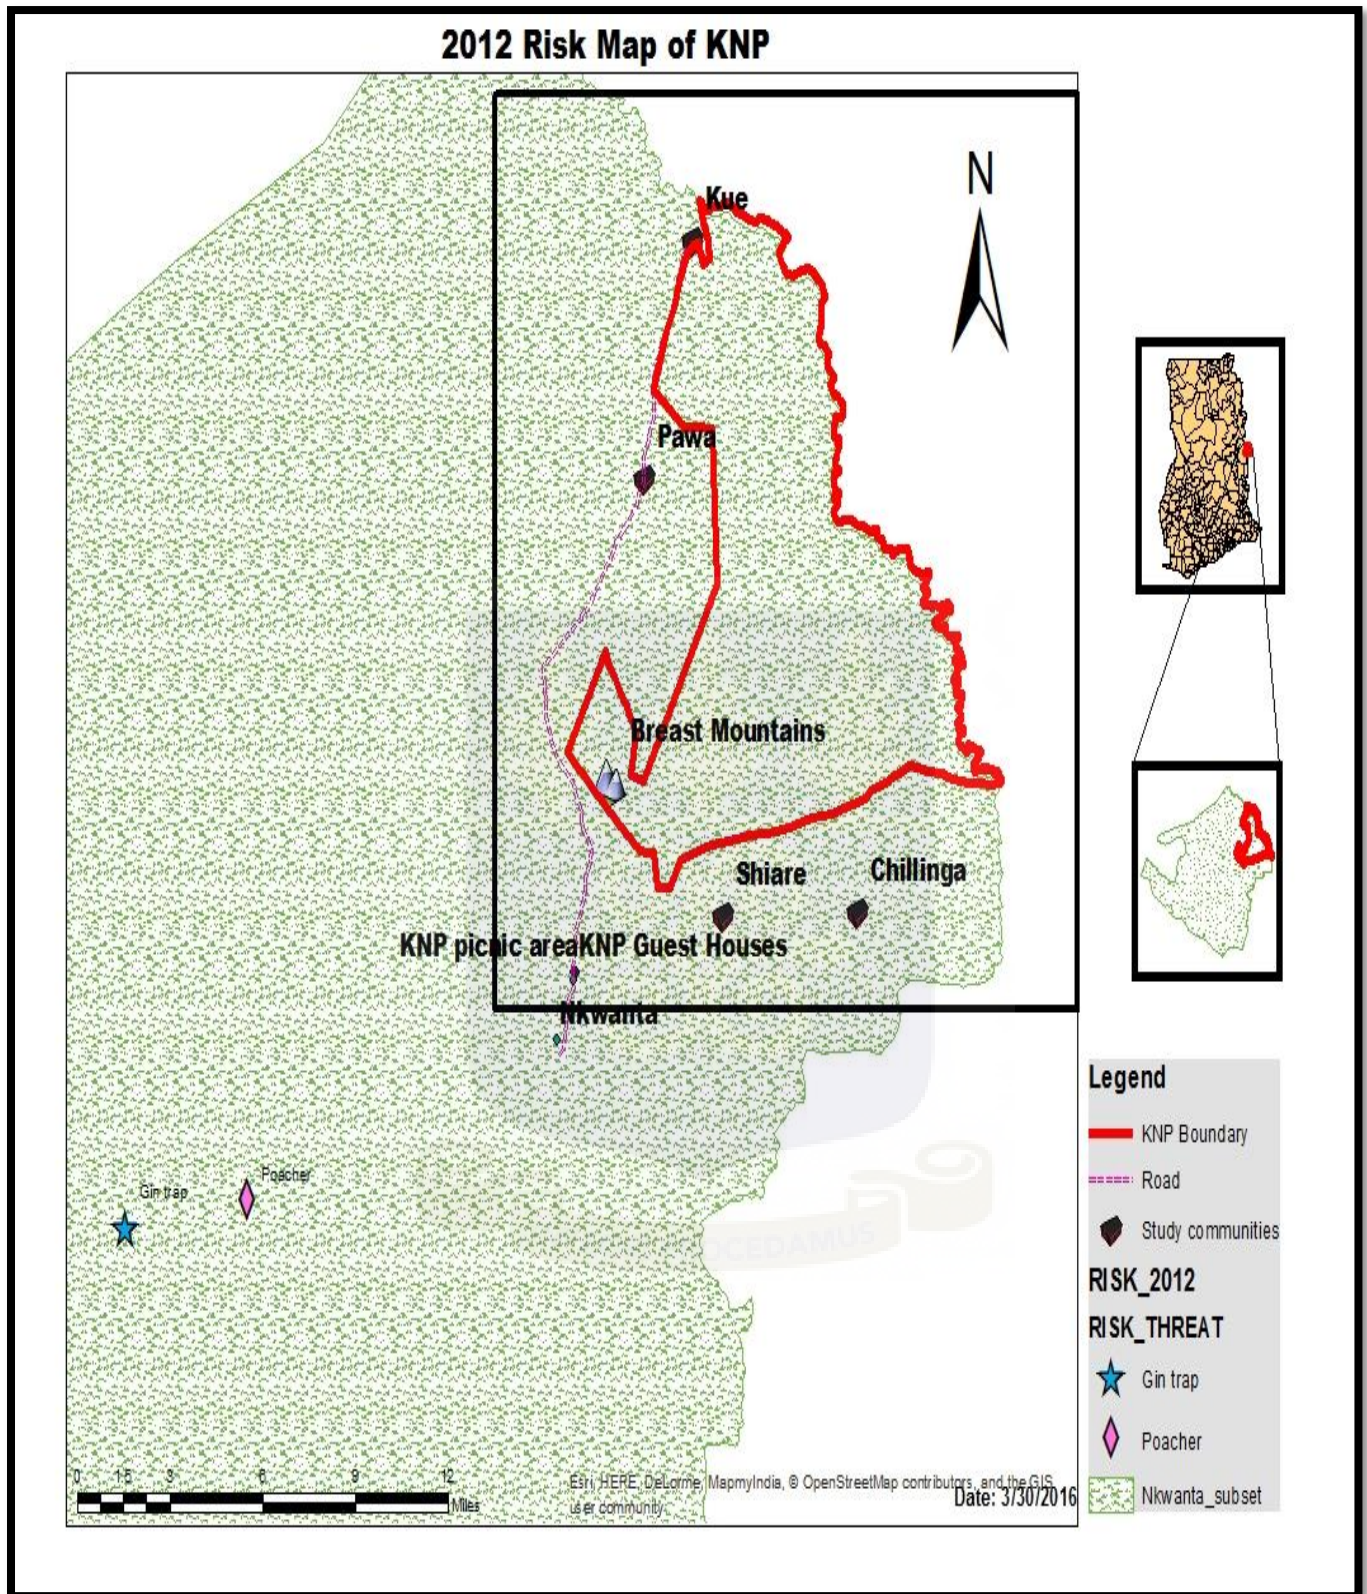 2012 Risk Map of KNP
N
Kue
Pawa
Breast Mountains
Shiare
Chillinga
KNP picnic areaKNP Guest Houses
Nkwanta
Poacher
Gin trap
OCEDAMUS
0 1.5 3 6 9 12
Miles
Esri, HERE, DeLorme, MapmyIndia, © OpenStreetMap contributors, and the GIS
user community
Date: 3/30/2016
Legend
KNP Boundary
Road
Study communities
RISK_2012
RISK_THREAT
Gin trap
Poacher
Nkwanta_subset